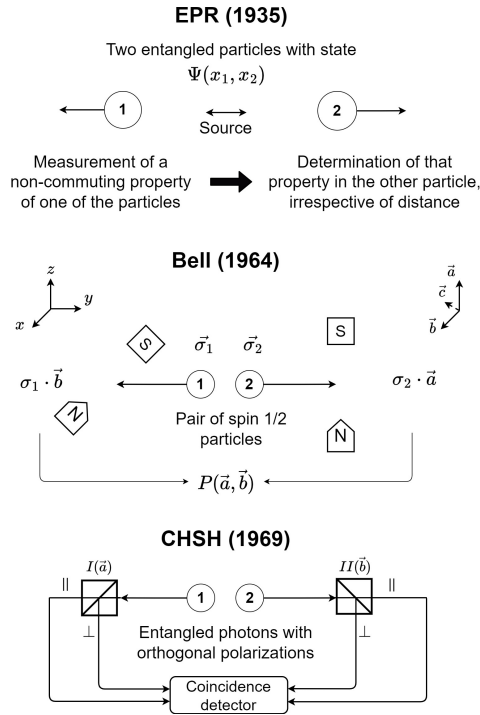 EPR (1935)
Two entangled particles with state
Ψ(x₁, x₂)
1
2
Source
Measurement of a
non-commuting property
of one of the particles
Determination of that
property in the other particle,
irrespective of distance
Bell (1964)
z
y
x
S
σ⃗₁
σ⃗₂
S
a⃗
c⃗
b⃗
σ₁ · b⃗
1
2
σ₂ · a⃗
N
Pair of spin 1/2
particles
N
P(a⃗, b⃗)
CHSH (1969)
I(a⃗)
II(b⃗)
||
1
2
||
⊥
⊥
Entangled photons with
orthogonal polarizations
Coincidence
detector